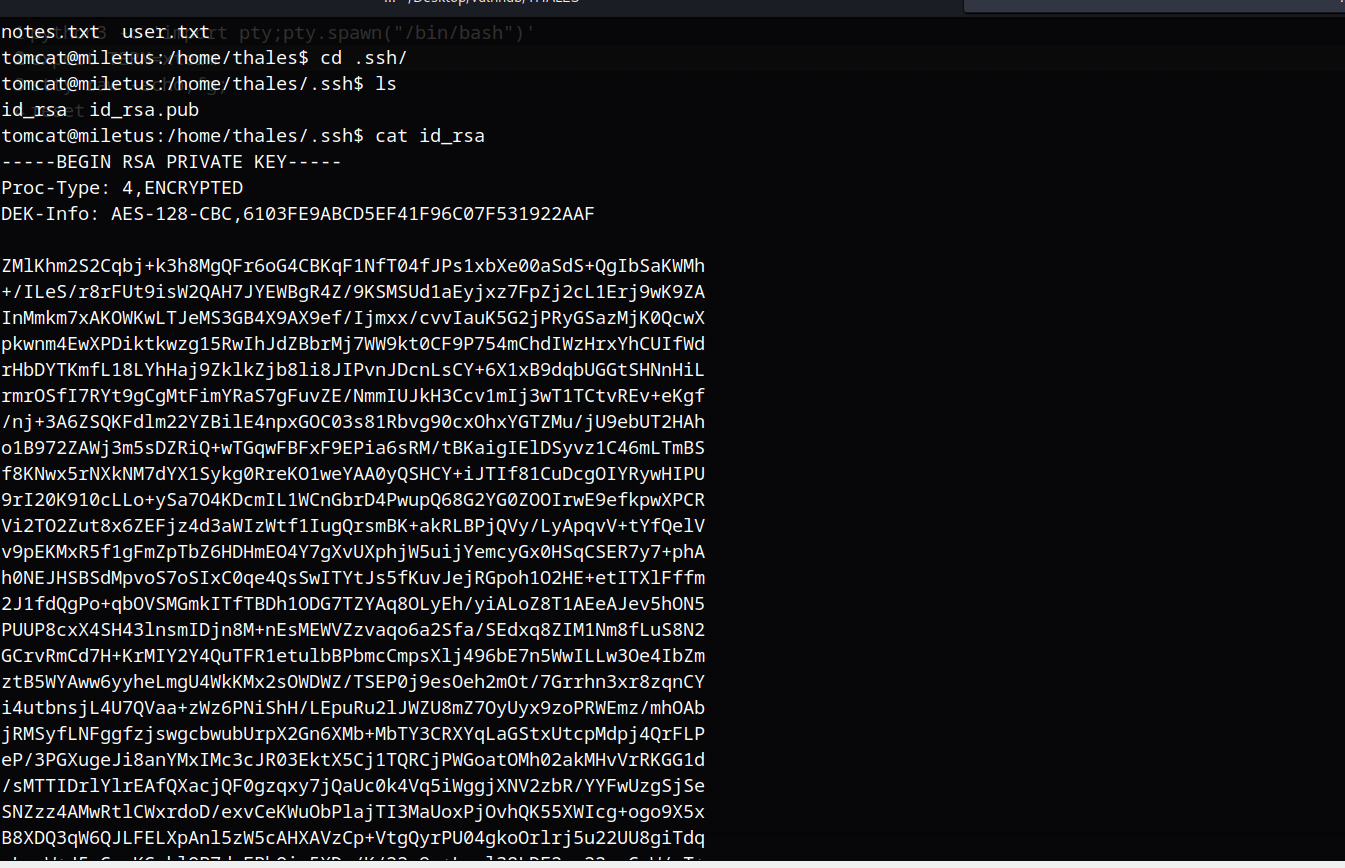 notes.txt  user.txt
tomcat@miletus:/home/thales$ cd .ssh/
tomcat@miletus:/home/thales/.ssh$ ls
id_rsa  id_rsa.pub
tomcat@miletus:/home/thales/.ssh$ cat id_rsa
-----BEGIN RSA PRIVATE KEY-----
Proc-Type: 4,ENCRYPTED
DEK-Info: AES-128-CBC,6103FE9ABCD5EF41F96C07F531922AAF
ZMlKhm2S2Cqbj+k3h8MgQFr6oG4CBKqF1NfT04fJPs1xbXe00aSdS+QgIbSaKWMh
+/ILeS/r8rFUt9isW2QAH7JYEWBgR4Z/9KSMSUd1aEyjxz7FpZj2cL1Erj9wK9ZA
InMmkm7xAKOWKwLTJeMS3GB4X9AX9ef/Ijmxx/cvvIauK5G2jPRyGSazMjK0QcwX
pkwnm4EwXPDiktkwzg15RwIhJdZBbrMj7WW9kt0CF9P754mChdIWzHrxYhCUIfWd
rHbDYTKmfL18LYhHaj9ZklkZjb8li8JIPvnJDcnLsCY+6X1xB9dqbUGGtSHNnHiL
rmrOSfI7RYt9gCgMtFimYRaS7gFuvZE/NmmIUJkH3Ccv1mIj3wT1TCtvREv+eKgf
/nj+3A6ZSQKFdlm22YZBilE4npxGOC03s81Rbvg90cxOhxYGTZMu/jU9ebUT2HAh
o1B972ZAWj3m5sDZRiQ+wTGqwFBFxF9EPia6sRM/tBKaigIElDSyvz1C46mLTmBS
f8KNwx5rNXkNM7dYX1Sykg0RreKO1weYAA0yQSHCY+iJTIf81CuDcgOIYRywHIPU
9rI20K910cLLo+ySa7O4KDcmIL1WCnGbrD4PwupQ68G2YG0ZOOIrwE9efkpwXPCR
Vi2TO2Zut8x6ZEFjz4d3aWIzWtf1IugQrsmBK+akRLBPjQVy/LyApqvV+tYfQelV
v9pEKMxR5f1gFmZpTbZ6HDHmEO4Y7gXvUXphjW5uijYemcyGx0HSqCSER7y7+phA
h0NEJHSBSdMpvoS7oSIxC0qe4QsSwITYtJs5fKuvJejRGpoh1O2HE+etITXlFffm
2J1fdQgPo+qbOVSMGmkITfTBDh1ODG7TZYAq8OLyEh/yiALoZ8T1AEeAJev5hON5
PUUP8cxX4SH43lnsmIDjn8M+nEsMEWVZzvaqo6a2Sfa/SEdxq8ZIM1Nm8fLuS8N2
GCrvRmCd7H+KrMIY2Y4QuTFR1etulbBPbmcCmpsXlj496bE7n5WwILLw3Oe4IbZm
ztB5WYAww6yyheLmgU4WkKMx2sOWDWZ/TSEP0j9esOeh2mOt/7Grrhn3xr8zqnCY
i4utbnsjL4U7QVaa+zWz6PNiShH/LEpuRu2lJWZU8mZ7OyUyx9zoPRWEmz/mhOAb
jRMSyfLNFggfzjswgcbwubUrpX2Gn6XMb+MbTY3CRXYqLaGStxUtcpMdpj4QrFLP
eP/3PGXugeJi8anYMxIMc3cJR03EktX5Cj1TQRCjPWGoatOMh02akMHvVrRKGG1d
/sMTTIDrlYlrEAfQXacjQF0gzqxy7jQaUc0k4Vq5iWggjXNV2zbR/YYFwUzgSjSe
SNZzz4AMwRtlCWxrdoD/exvCeKWuObPlajTI3MaUoxPjOvhQK55XWIcg+ogo9X5x
B8XDQ3qW6QJLFELXpAnl5zW5cAHXAVzCp+VtgQyrPU04gkoOrlrj5u22UU8giTdq